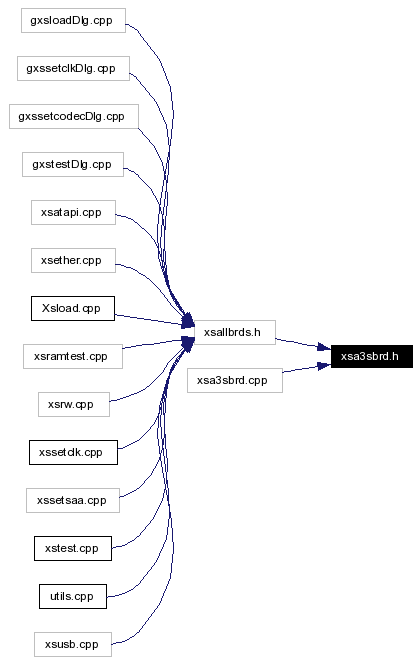 gxsloadDlg.cpp
gxssetclkDlg.cpp
gxssetcodecDlg.cpp
gxstestDlg.cpp
xsatapi.cpp
xsether.cpp
Xsload.cpp
xsallbrds.h
xsramtest.cpp
xsa3sbrd.h
xsa3sbrd.cpp
xsrw.cpp
xssetclk.cpp
xssetsaa.cpp
xstest.cpp
utils.cpp
xsusb.cpp